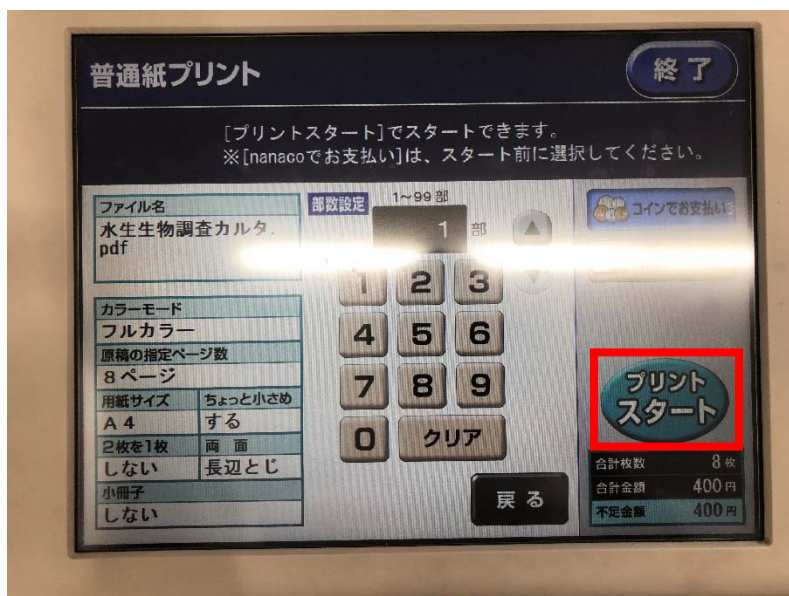 普通紙プリント
終了
[プリントスタート]でスタートできます。
※[nanacoでお支払い]は、スタート前に選択してください。
ファイル名
水生生物調査カルタ.
pdf
部数設定
1~99部
1 部
コインでお支払い
1 2 3
カラーモード
フルカラー
原稿の指定ページ数
8ページ
用紙サイズ ちょっと小さめ
A4 する
2枚を1枚 両面
しない 長辺とじ
小冊子
しない
4 5 6
7 8 9
0 クリア
戻る
プリント
スタート
合計枚数 8枚
合計金額 400円
不足金額 400円